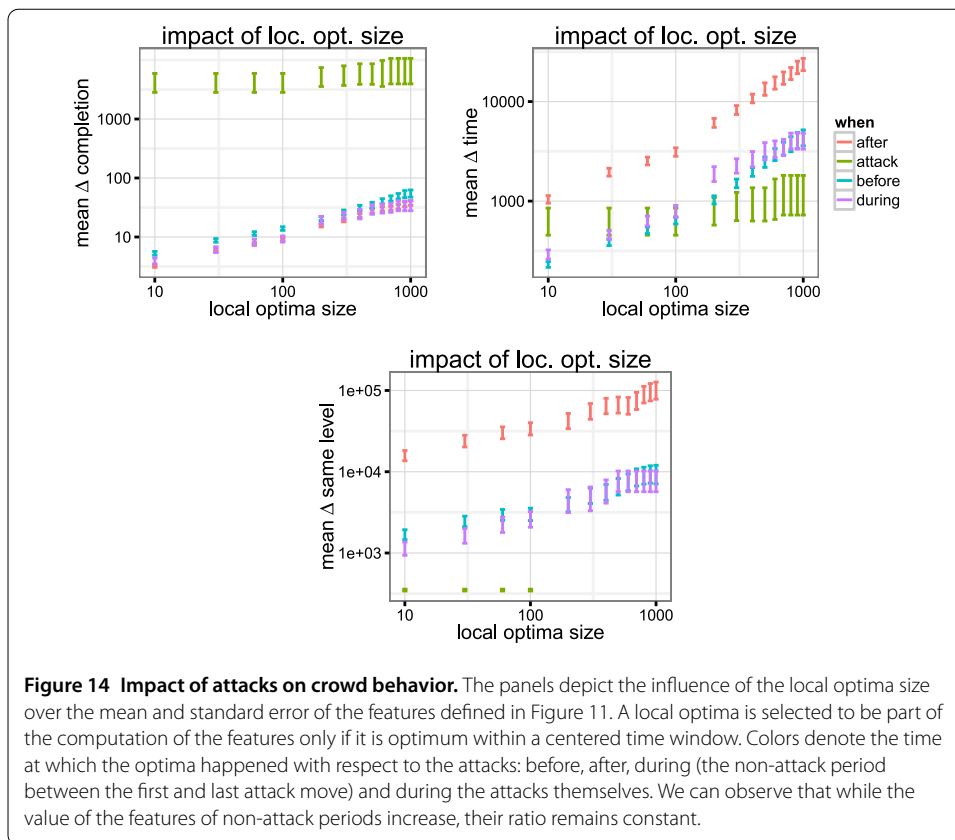 impact of loc. opt. size
mean Δ completion
1000
100
10
10
100
1000
local optima size
impact of loc. opt. size
mean Δ time
10000
1000
10
100
1000
local optima size
when
after
attack
before
during
impact of loc. opt. size
mean Δ same level
1e+05
1e+04
1e+03
10
100
1000
local optima size
Figure 14 Impact of attacks on crowd behavior. The panels depict the influence of the local optima size
over the mean and standard error of the features defined in Figure 11. A local optima is selected to be part of
the computation of the features only if it is optimum within a centered time window. Colors denote the time
at which the optima happened with respect to the attacks: before, after, during (the non-attack period
between the first and last attack move) and during the attacks themselves. We can observe that while the
value of the features of non-attack periods increase, their ratio remains constant.